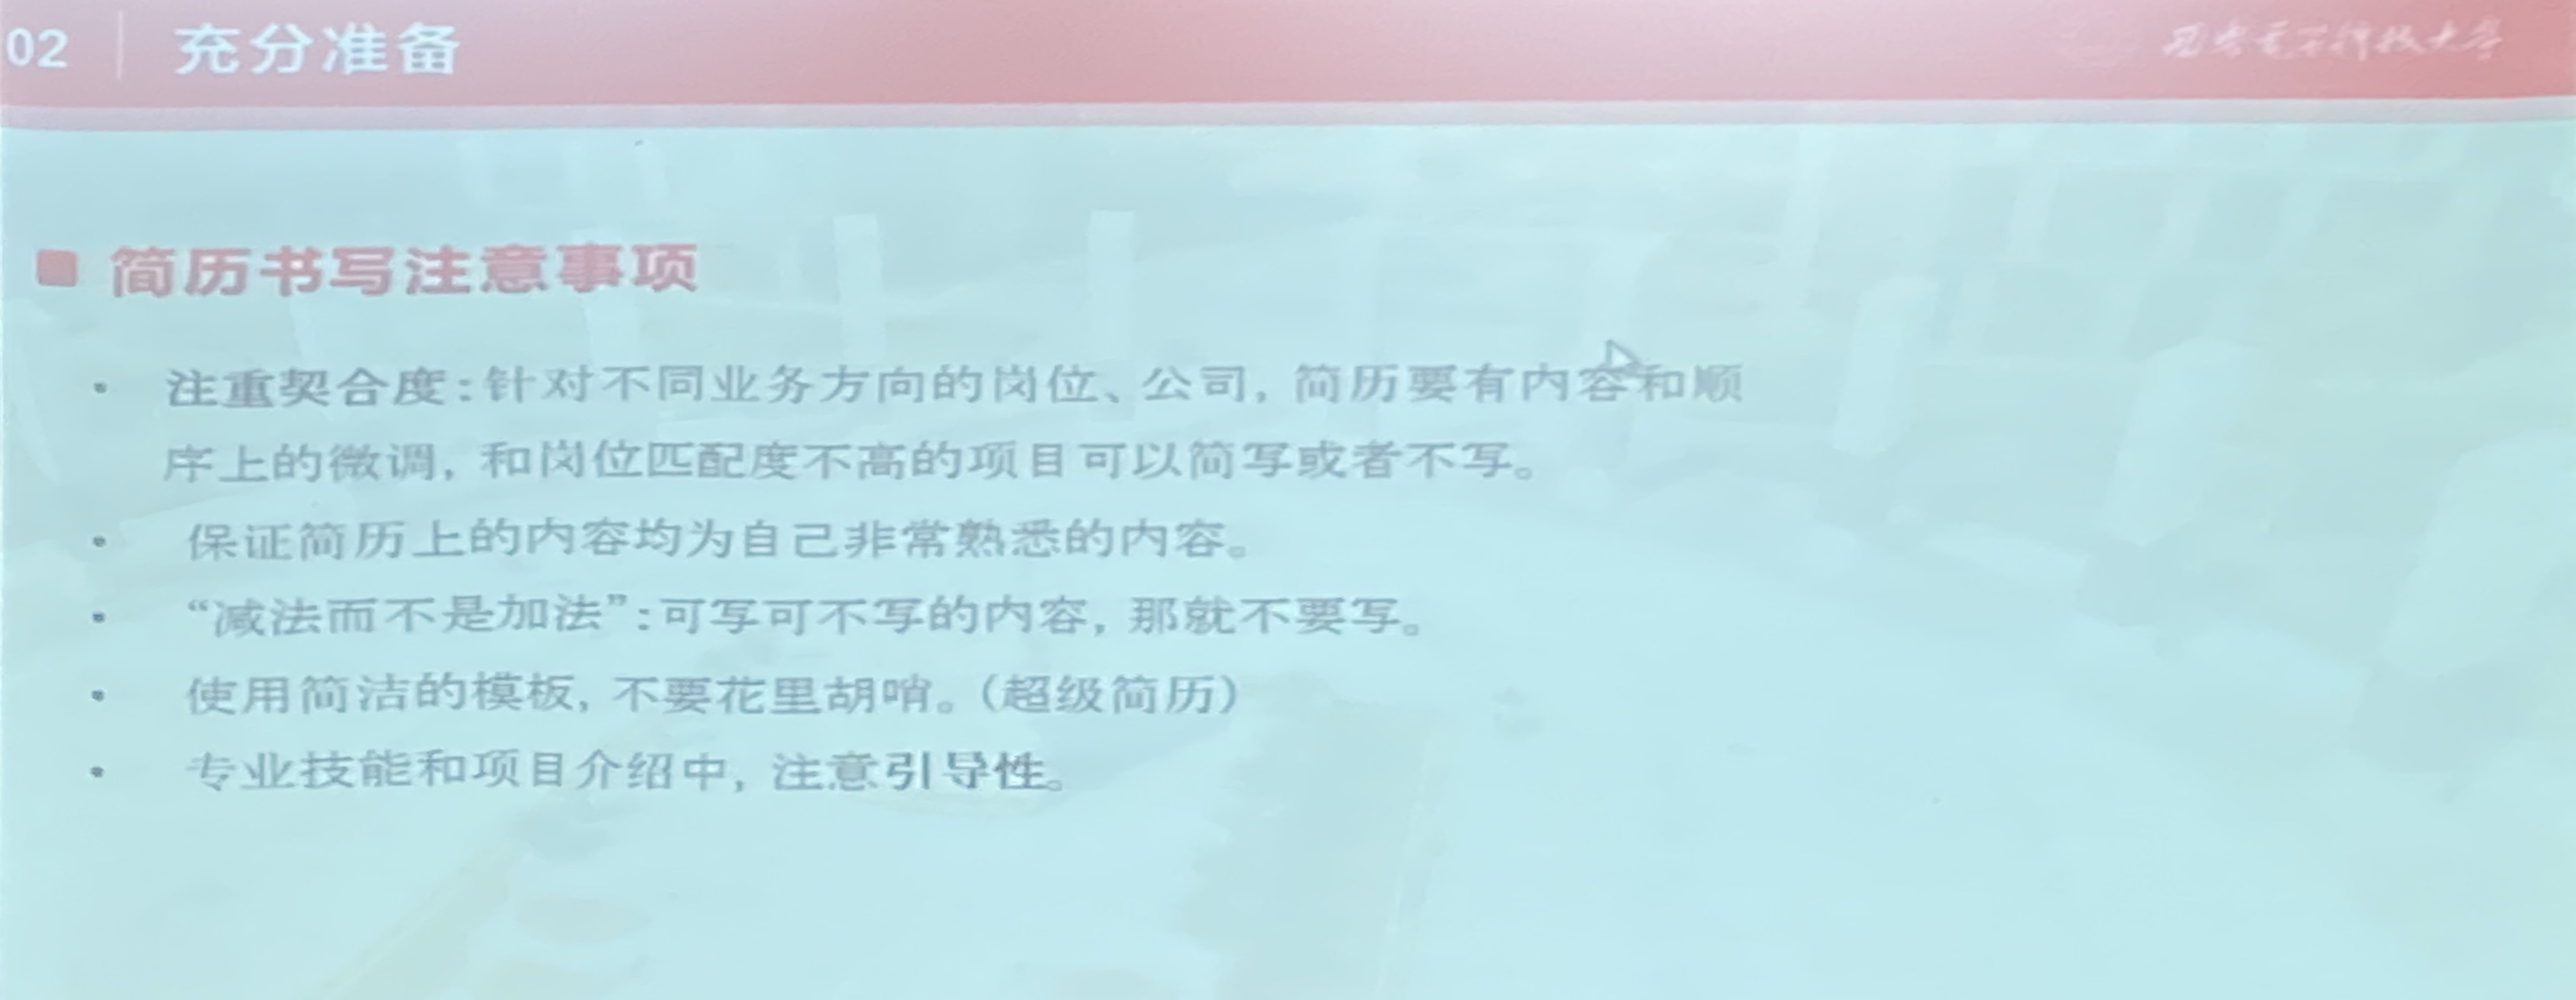 02
充分准备
西安电子科技大学
简历书写注意事项
• 注重契合度：针对不同业务方向的岗位、公司，简历要有内容和顺
序上的微调，和岗位匹配度不高的项目可以简写或者不写。
• 保证简历上的内容均为自己非常熟悉的内容。
• “减法而不是加法”：可写可不写的内容，那就不要写。
• 使用简洁的模板，不要花里胡哨。（超级简历）
• 专业技能和项目介绍中，注意引导性。